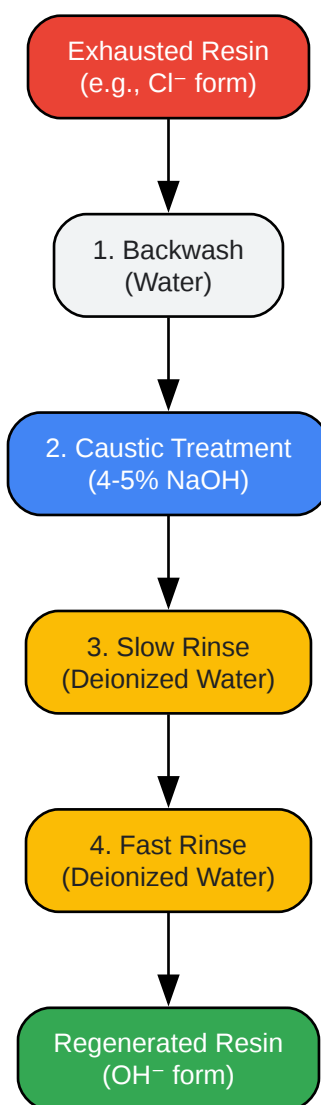 Exhausted Resin
(e.g., Cl⁻ form)
1. Backwash
(Water)
2. Caustic Treatment
(4-5% NaOH)
3. Slow Rinse
(Deionized Water)
4. Fast Rinse
(Deionized Water)
Regenerated Resin
(OH⁻ form)